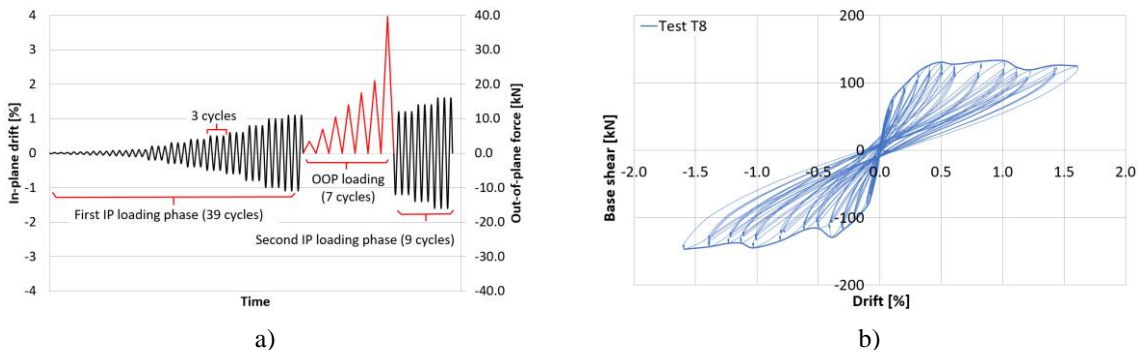 In-plane drift [%]
4
3
2
1
0
-1
-2
-3
-4
3 cycles
OOP loading
(7 cycles)
First IP loading phase (39 cycles)
Second IP loading phase (9 cycles)
40.0
30.0
20.0
10.0
0.0
-10.0
-20.0
-30.0
-40.0
Out-of-plane force [kN]
Time
a)
Test T8
Base shear [kN]
200
100
0
-100
-200
-2.0 -1.5 -1.0 -0.5 0.0 0.5 1.0 1.5 2.0
Drift [%]
b)